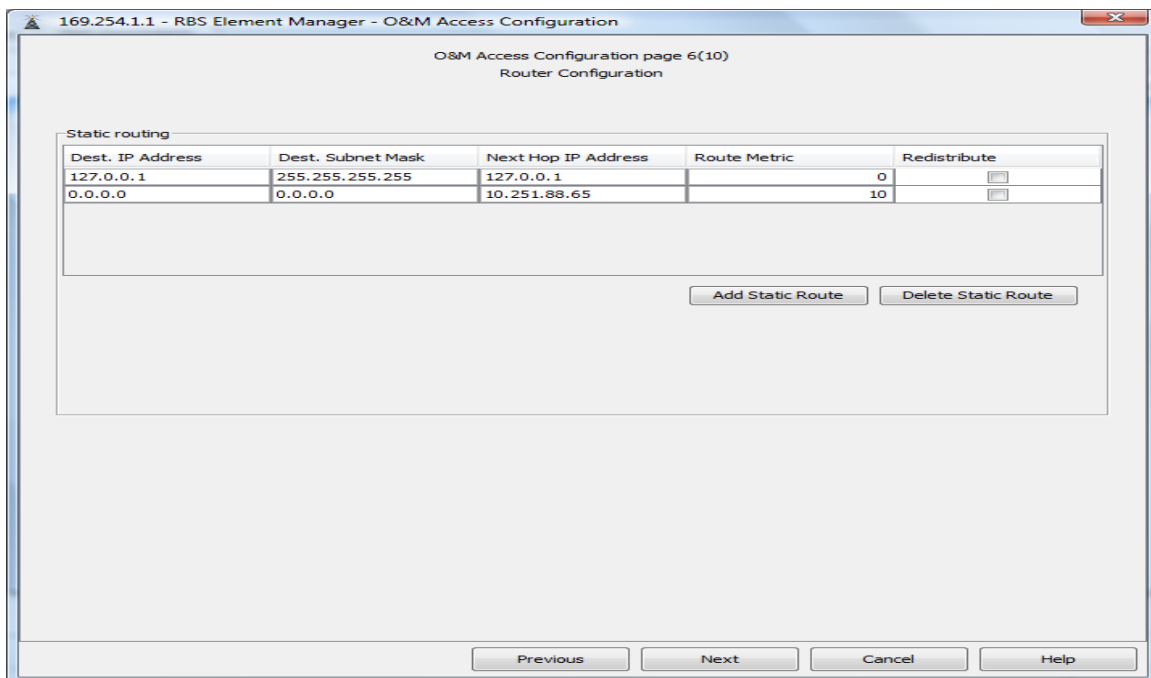 169.254.1.1 - RBS Element Manager - O&M Access Configuration
O&M Access Configuration page 6(10)
Router Configuration
Static routing
Dest. IP Address Dest. Subnet Mask Next Hop IP Address Route Metric Redistribute
127.0.0.1 255.255.255.255 127.0.0.1 0
0.0.0.0 0.0.0.0 10.251.88.65 10
Add Static Route Delete Static Route
Previous Next Cancel Help